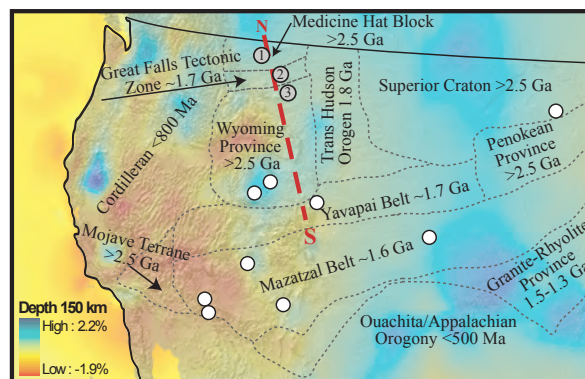 N
Medicine Hat Block
>2.5 Ga
1
Great Falls Tectonic
Zone ~1.7 Ga
2
3
Superior Craton >2.5 Ga
Trans Hudson
Orogen 1.8 Ga
Cordilleran <800 Ma
Wyoming
Province
>2.5 Ga
Penokean
Province
>2.5 Ga
Yavapai Belt ~1.7 Ga
S
Mojave Terrane
>2.5 Ga
Mazatzal Belt ~1.6 Ga
Granite-Rhyolite
Province
1.5-1.3 Ga
Ouachita/Appalachian
Orogony <500 Ma
Depth 150 km
High : 2.2%
Low : -1.9%